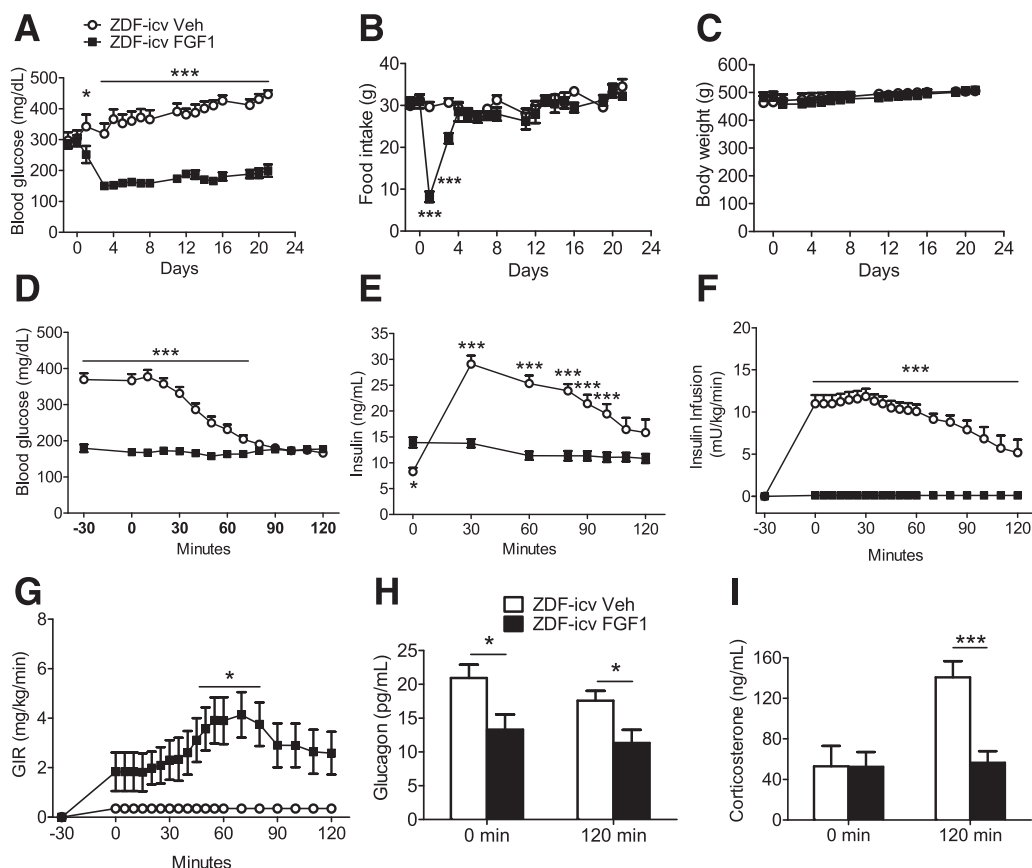 A
ZDF-icv Veh
ZDF-icv FGF1
Blood glucose (mg/dL)
500
400
300
200
100
0
*
***
0 4 8 12 16 20 24
Days
B
Food intake (g)
40
30
20
10
0
***
***
0 4 8 12 16 20 24
Days
C
Body weight (g)
600
500
400
300
200
100
0
0 4 8 12 16 20 24
Days
D
Blood glucose (mg/dL)
500
400
300
200
100
0
***
-30 0 30 60 90 120
Minutes
E
Insulin (ng/mL)
35
30
25
20
15
10
5
0
***
***
***
***
***
*
0 30 60 90 120
Minutes
F
Insulin Infusion
(mU/kg/min)
20
15
10
5
0
***
-30 0 30 60 90 120
Minutes
G
GIR (mg/kg/min)
8
6
4
2
0
*
-30 0 30 60 90 120
Minutes
H
ZDF-icv Veh
ZDF-icv FGF1
Glucagon (pg/mL)
25
20
15
10
5
0
*
*
0 min 120 min
I
Corticosterone (ng/mL)
160
120
80
40
0
***
0 min 120 min